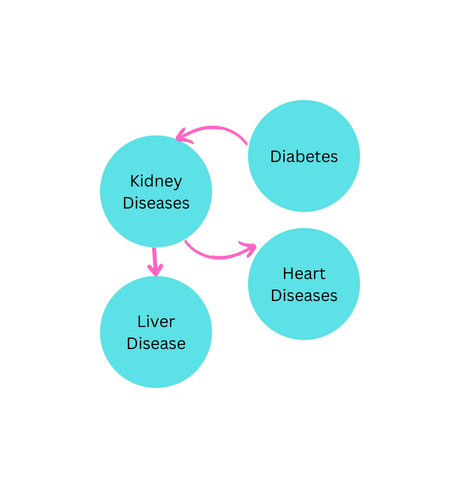 Diabetes
Kidney
Diseases
Heart
Diseases
Liver
Disease